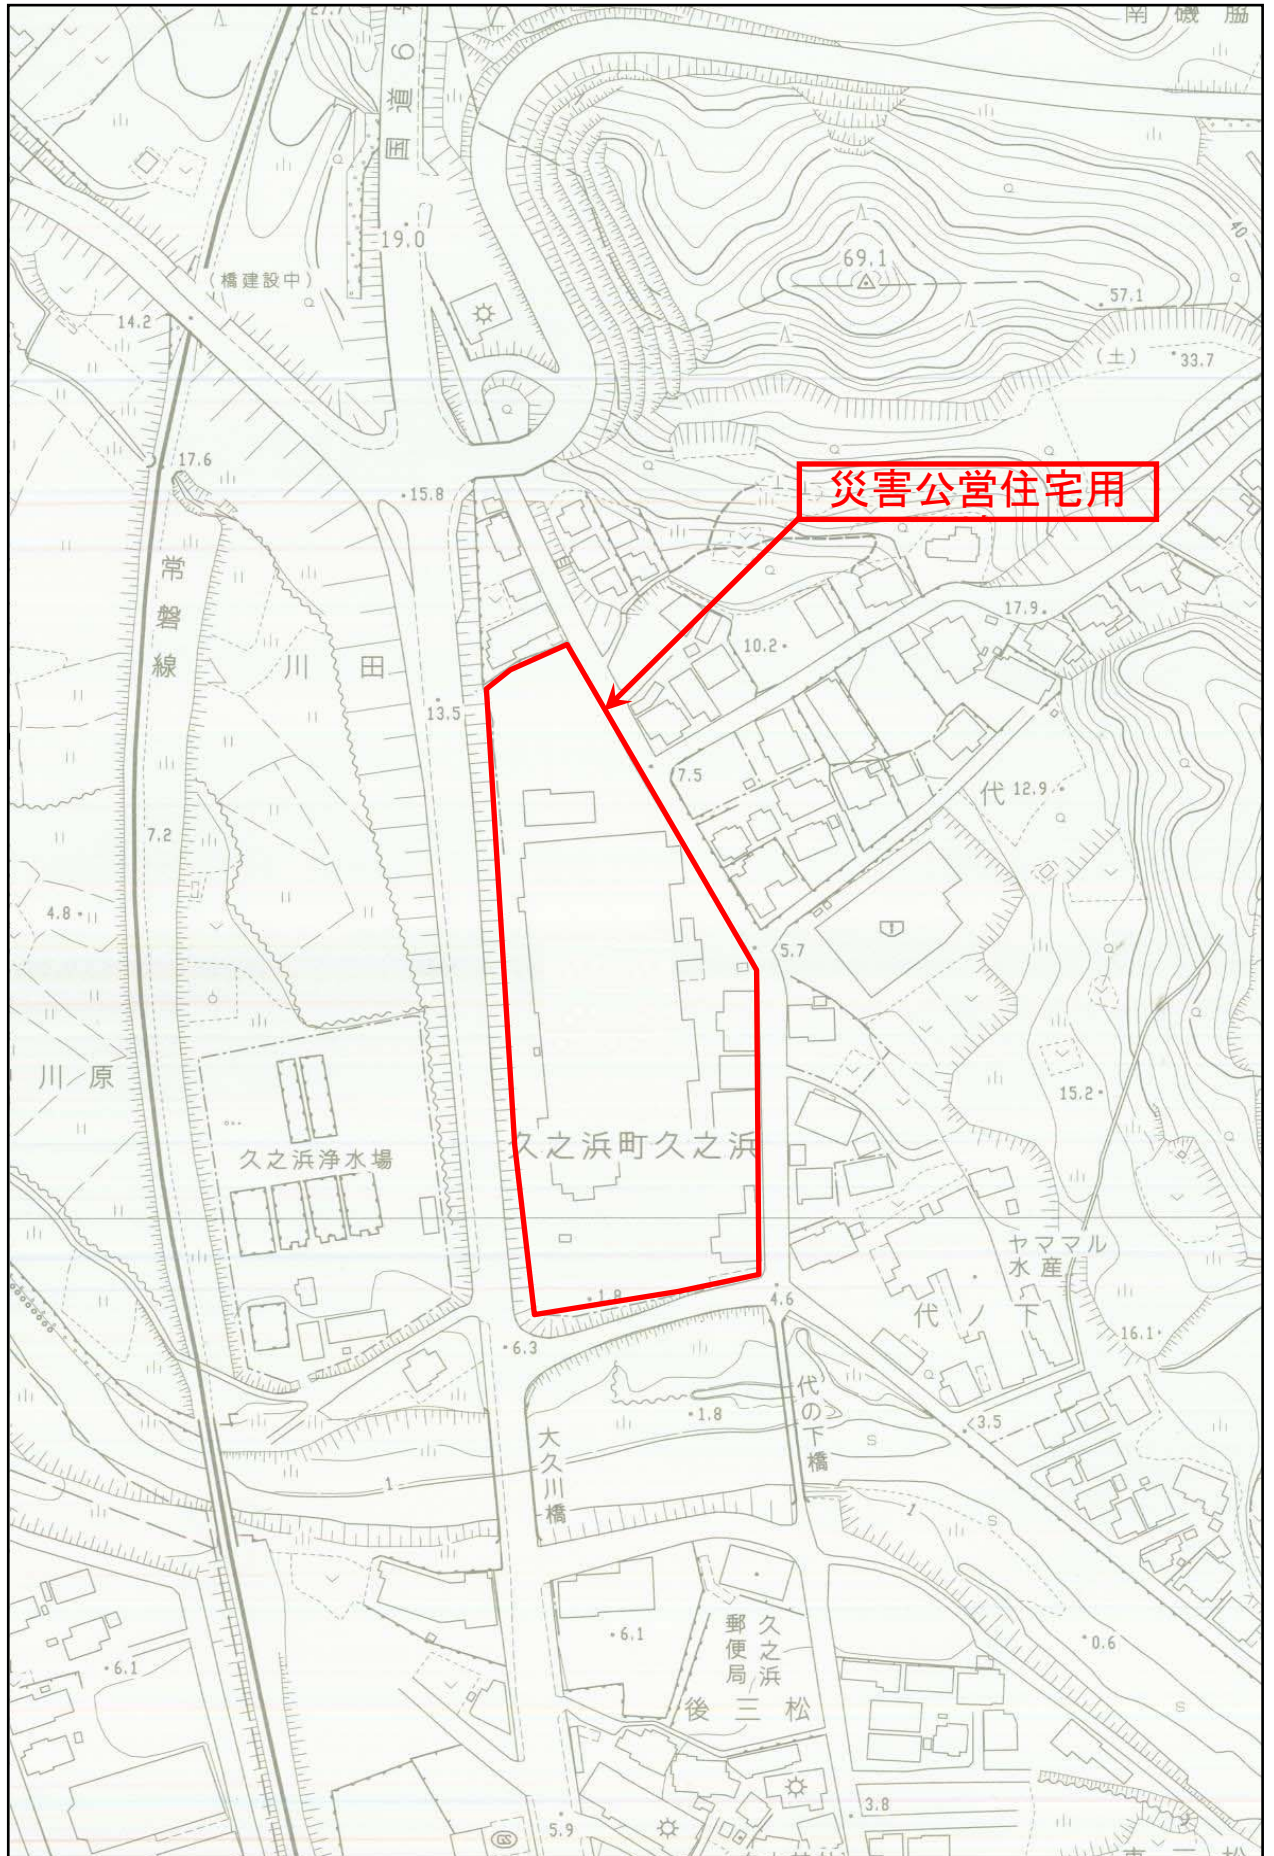 27.7
南磯脇
国道6号
19.0
69.1
(橋建設中)
57.1
40
14.2
(土)
33.7
17.6
15.8
災害公営住宅用
常磐線
17.9
川田
10.2
13.5
7.5
代
12.9
7.2
4.8
5.7
川原
15.2
久之浜町久之浜
久之浜浄水場
ヤママル
水産
1.8
4.6
代ノ下
16.1
6.3
代の下橋
1.8
3.5
大久川橋
1
1
久之浜
郵便局
6.1
0.6
6.1
後三松
3.8
5.9
GS